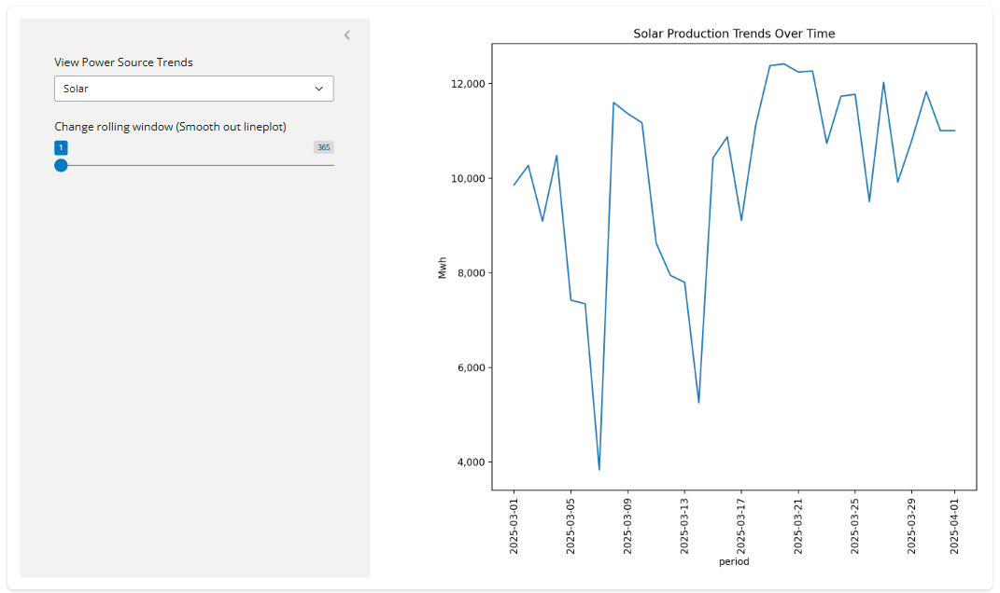 View Power Source Trends
Solar
Change rolling window (Smooth out lineplot)
1
365
Solar Production Trends Over Time
12,000
10,000
8,000
6,000
4,000
Mwh
2025-03-01
2025-03-05
2025-03-09
2025-03-13
2025-03-17
2025-03-21
2025-03-25
2025-03-29
2025-04-01
period